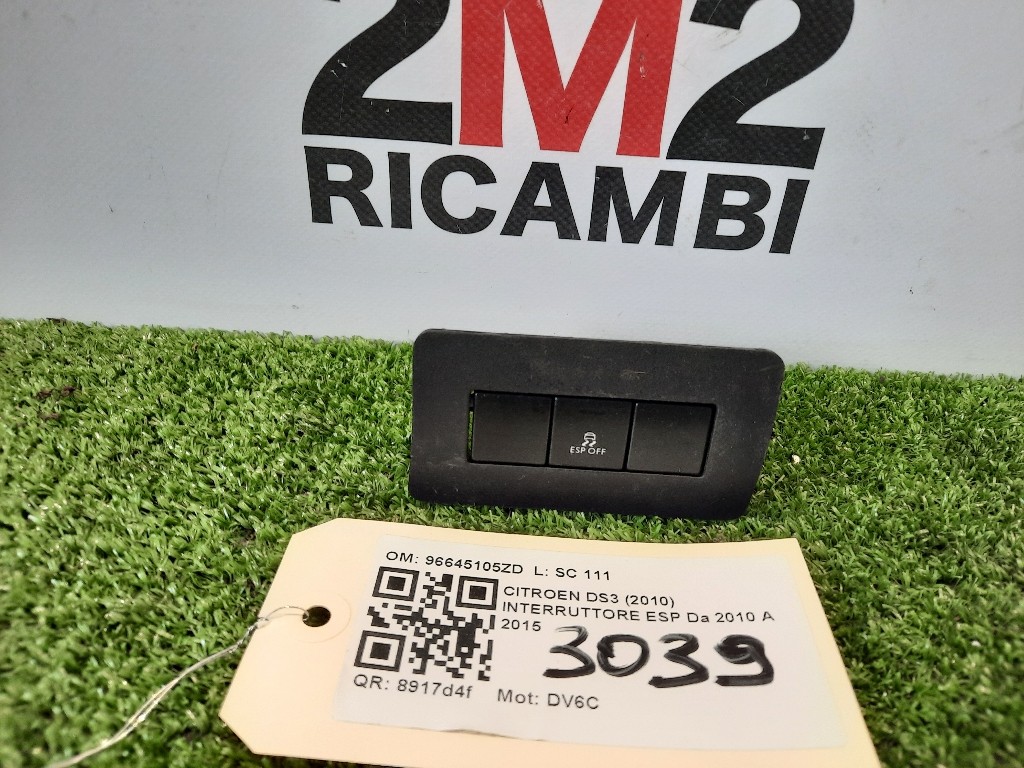 2M2
RICAMBI
ESP OFF
OM: 96645105ZD L: SC 111
CITROEN DS3 (2010)
INTERRUTTORE ESP Da 2010 A
2015
3039
QR: 8917d4f Mot: DV6C